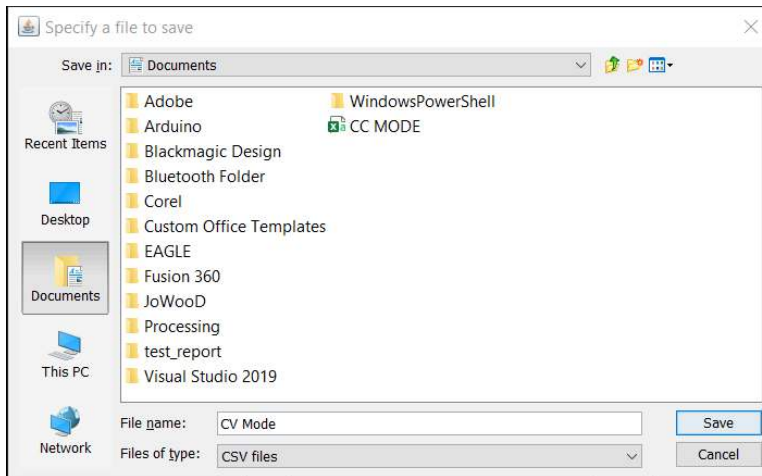 Specify a file to save
Save in: Documents
Recent Items
Desktop
Documents
This PC
Network
Adobe
Arduino
Blackmagic Design
Bluetooth Folder
Corel
Custom Office Templates
EAGLE
Fusion 360
JoWooD
Processing
test_report
Visual Studio 2019
WindowsPowerShell
CC MODE
File name: CV Mode
Save
Files of type: CSV files
Cancel